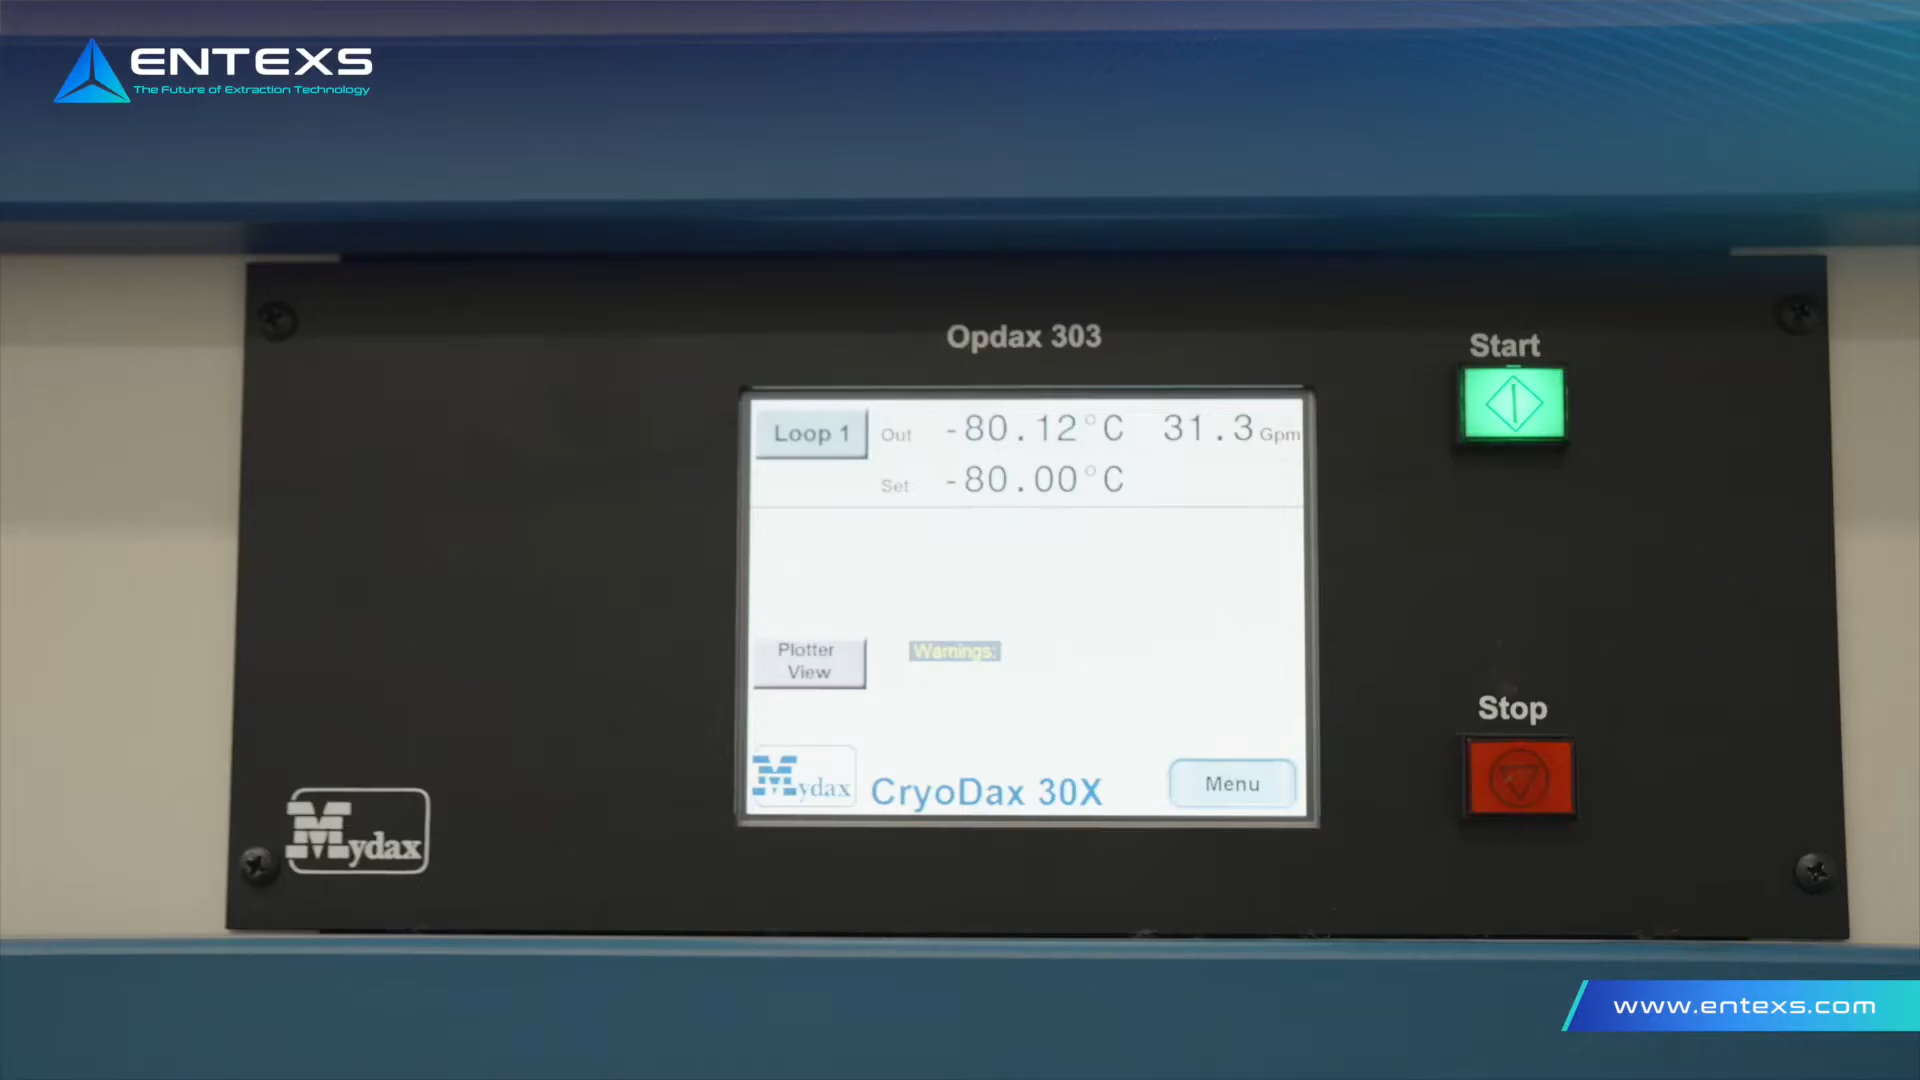 ENTEXS
The Future of Extraction Technology
Opdax 303
Start
Loop 1 Out -80.12°C 31.3 Gpm
Set -80.00°C
Plotter
View
Warnings:
Stop
Mydax CryoDax 30X Menu
Mydax
www.entexs.com